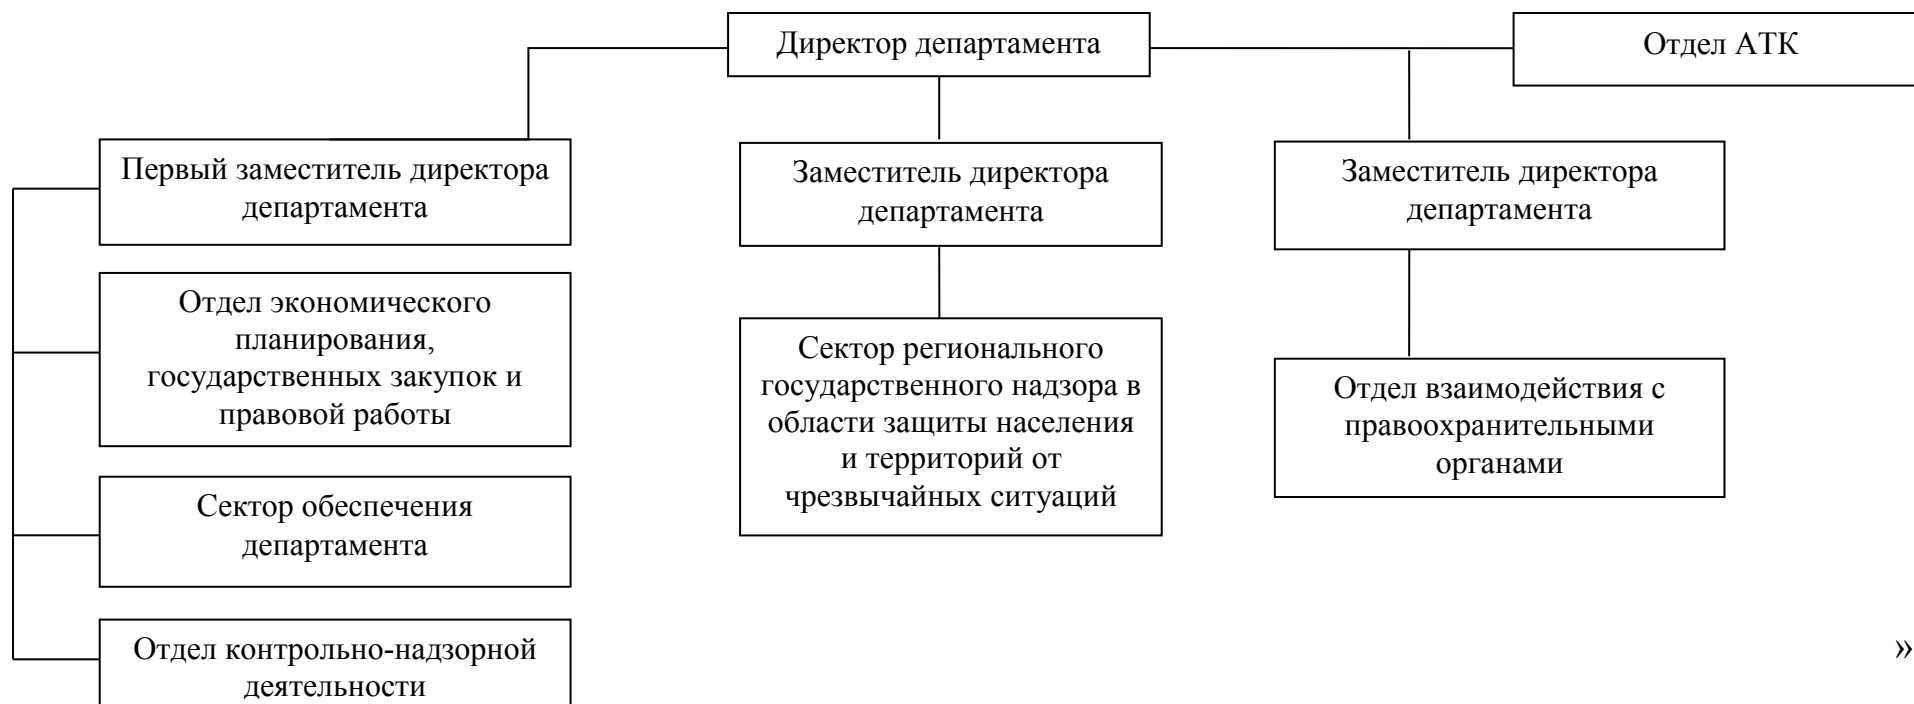 Директор департамента
Отдел АТК
Первый заместитель директора
департамента
Заместитель директора
департамента
Заместитель директора
департамента
Отдел экономического
планирования,
государственных закупок и
правовой работы
Сектор регионального
государственного надзора в
области защиты населения
и территорий от
чрезвычайных ситуаций
Отдел взаимодействия с
правоохранительными
органами
Сектор обеспечения
департамента
Отдел контрольно-надзорной
деятельности
»